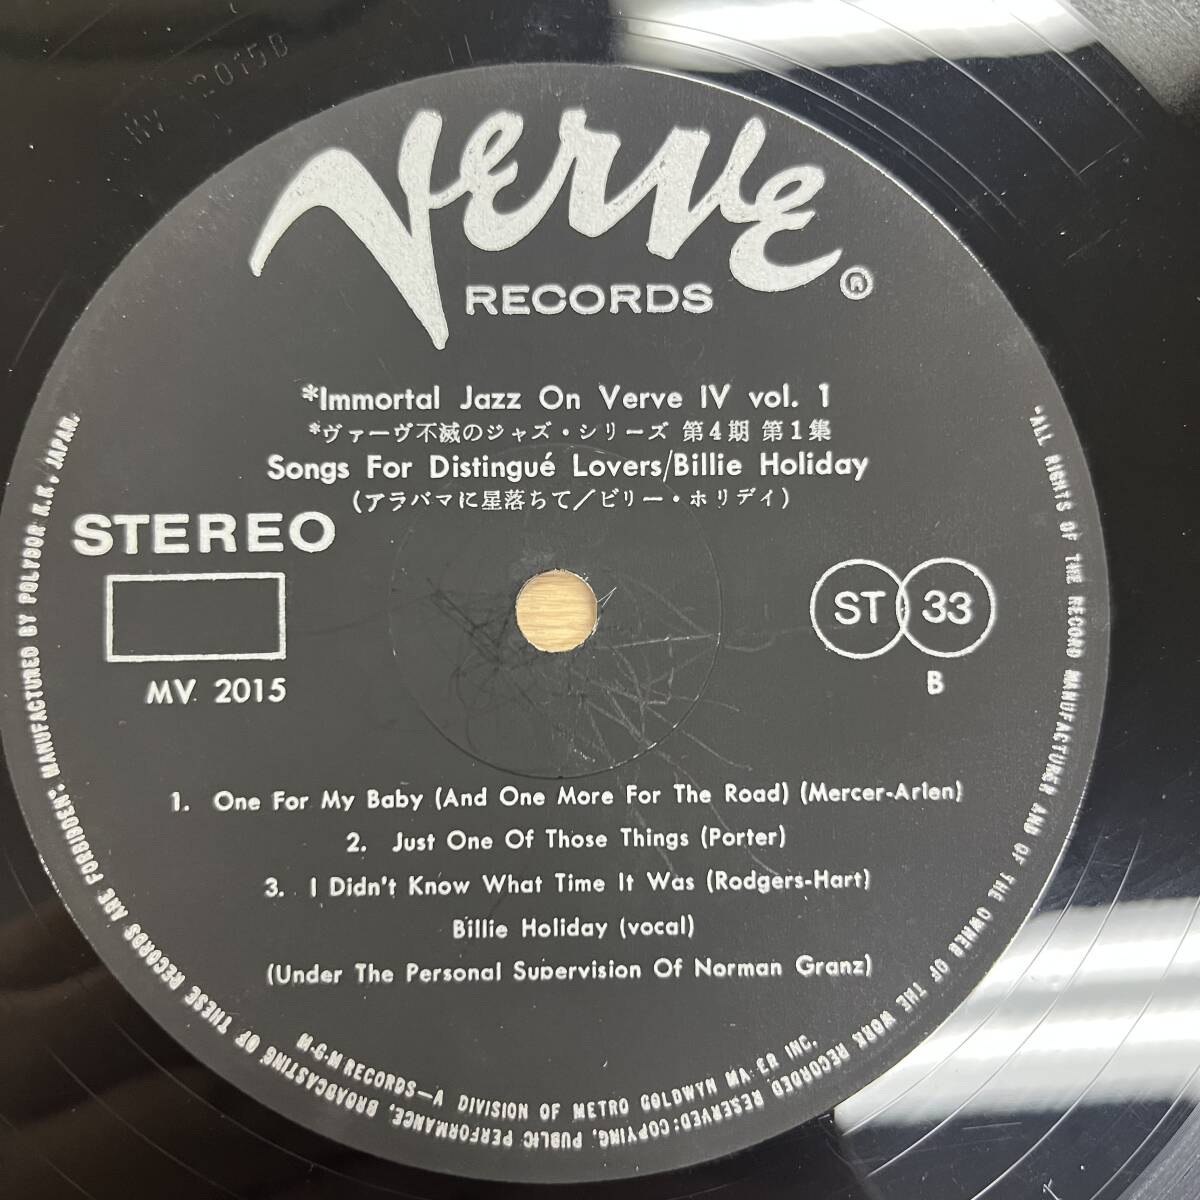 MV 2015B
Verve
RECORDS ®
*Immortal Jazz On Verve IV vol. 1
*ヴァーヴ不滅のジャズ・シリーズ 第4期 第1集
Songs For Distingué Lovers/Billie Holiday
(アラバマに星落ちて/ビリー・ホリデイ)
STEREO
MV 2015
ST 33
B
1. One For My Baby (And One More For The Road) (Mercer-Arlen)
2. Just One Of Those Things (Porter)
3. I Didn't Know What Time It Was (Rodgers-Hart)
Billie Holiday (vocal)
(Under The Personal Supervision Of Norman Granz)
M-G-M RECORDS—A DIVISION OF METRO GOLDWYN MAYER INC.
"ALL RIGHTS OF THE RECORD MANUFACTURER AND OF THE OWNER OF THE WORK RECORDED RESERVED: COPYING, PUBLIC PERFORMANCE, BROADCASTING OF THESE RECORDS ARE FORBIDDEN" MANUFACTURED BY POLYDOR K.K. JAPAN.